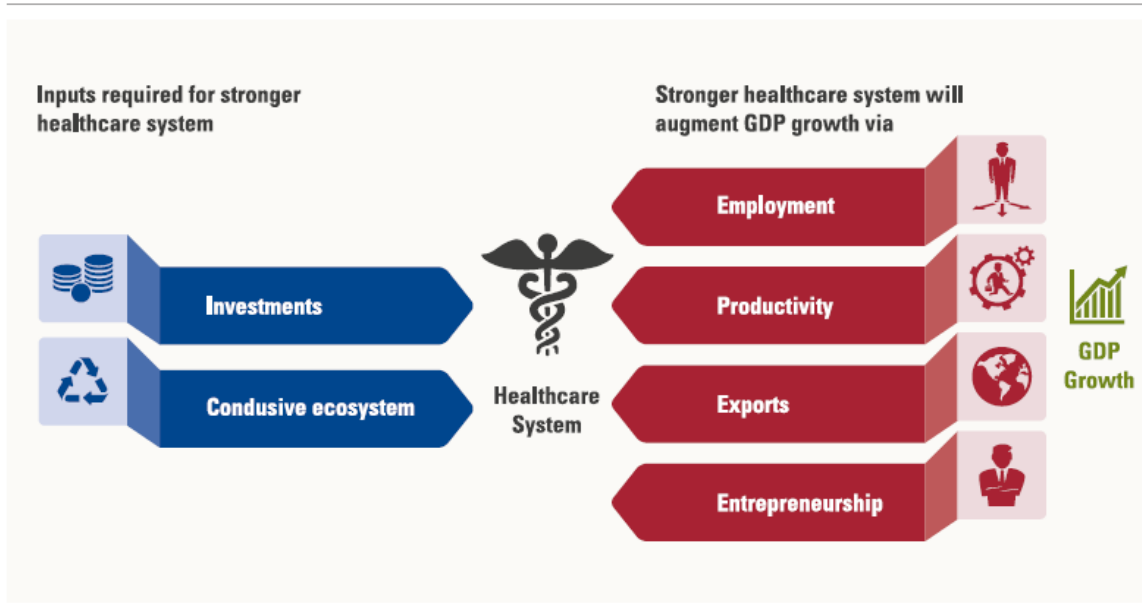 Inputs required for stronger
healthcare system
Stronger healthcare system will
augment GDP growth via
Investments
Condusive ecosystem
Healthcare
System
Employment
Productivity
Exports
Entrepreneurship
GDP
Growth